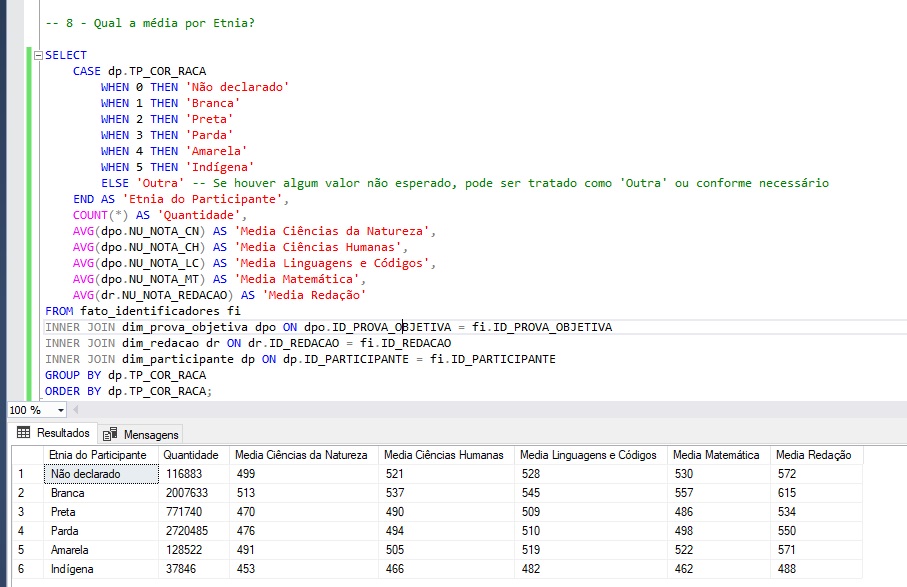 -- 8 - Qual a média por Etnia?
SELECT
CASE dp.TP_COR_RACA
WHEN 0 THEN 'Não declarado'
WHEN 1 THEN 'Branca'
WHEN 2 THEN 'Preta'
WHEN 3 THEN 'Parda'
WHEN 4 THEN 'Amarela'
WHEN 5 THEN 'Indígena'
ELSE 'Outra' -- Se houver algum valor não esperado, pode ser tratado como 'Outra' ou conforme necessário
END AS 'Etnia do Participante',
COUNT(*) AS 'Quantidade',
AVG(dpo.NU_NOTA_CN) AS 'Media Ciências da Natureza',
AVG(dpo.NU_NOTA_CH) AS 'Media Ciências Humanas',
AVG(dpo.NU_NOTA_LC) AS 'Media Linguagens e Códigos',
AVG(dpo.NU_NOTA_MT) AS 'Media Matemática',
AVG(dr.NU_NOTA_REDACAO) AS 'Media Redação'
FROM fato_identificadores fi
INNER JOIN dim_prova_objetiva dpo ON dpo.ID_PROVA_OBJETIVA = fi.ID_PROVA_OBJETIVA
INNER JOIN dim_redacao dr ON dr.ID_REDACAO = fi.ID_REDACAO
INNER JOIN dim_participante dp ON dp.ID_PARTICIPANTE = fi.ID_PARTICIPANTE
GROUP BY dp.TP_COR_RACA
ORDER BY dp.TP_COR_RACA;
100 %
Resultados Mensagens
Etnia do Participante Quantidade Media Ciências da Natureza Media Ciências Humanas Media Linguagens e Códigos Media Matemática Media Redação
1 Não declarado 116883 499 521 528 530 572
2 Branca 2007633 513 537 545 557 615
3 Preta 771740 470 490 509 486 534
4 Parda 2720485 476 494 510 498 550
5 Amarela 128522 491 505 519 522 571
6 Indígena 37846 453 466 482 462 488